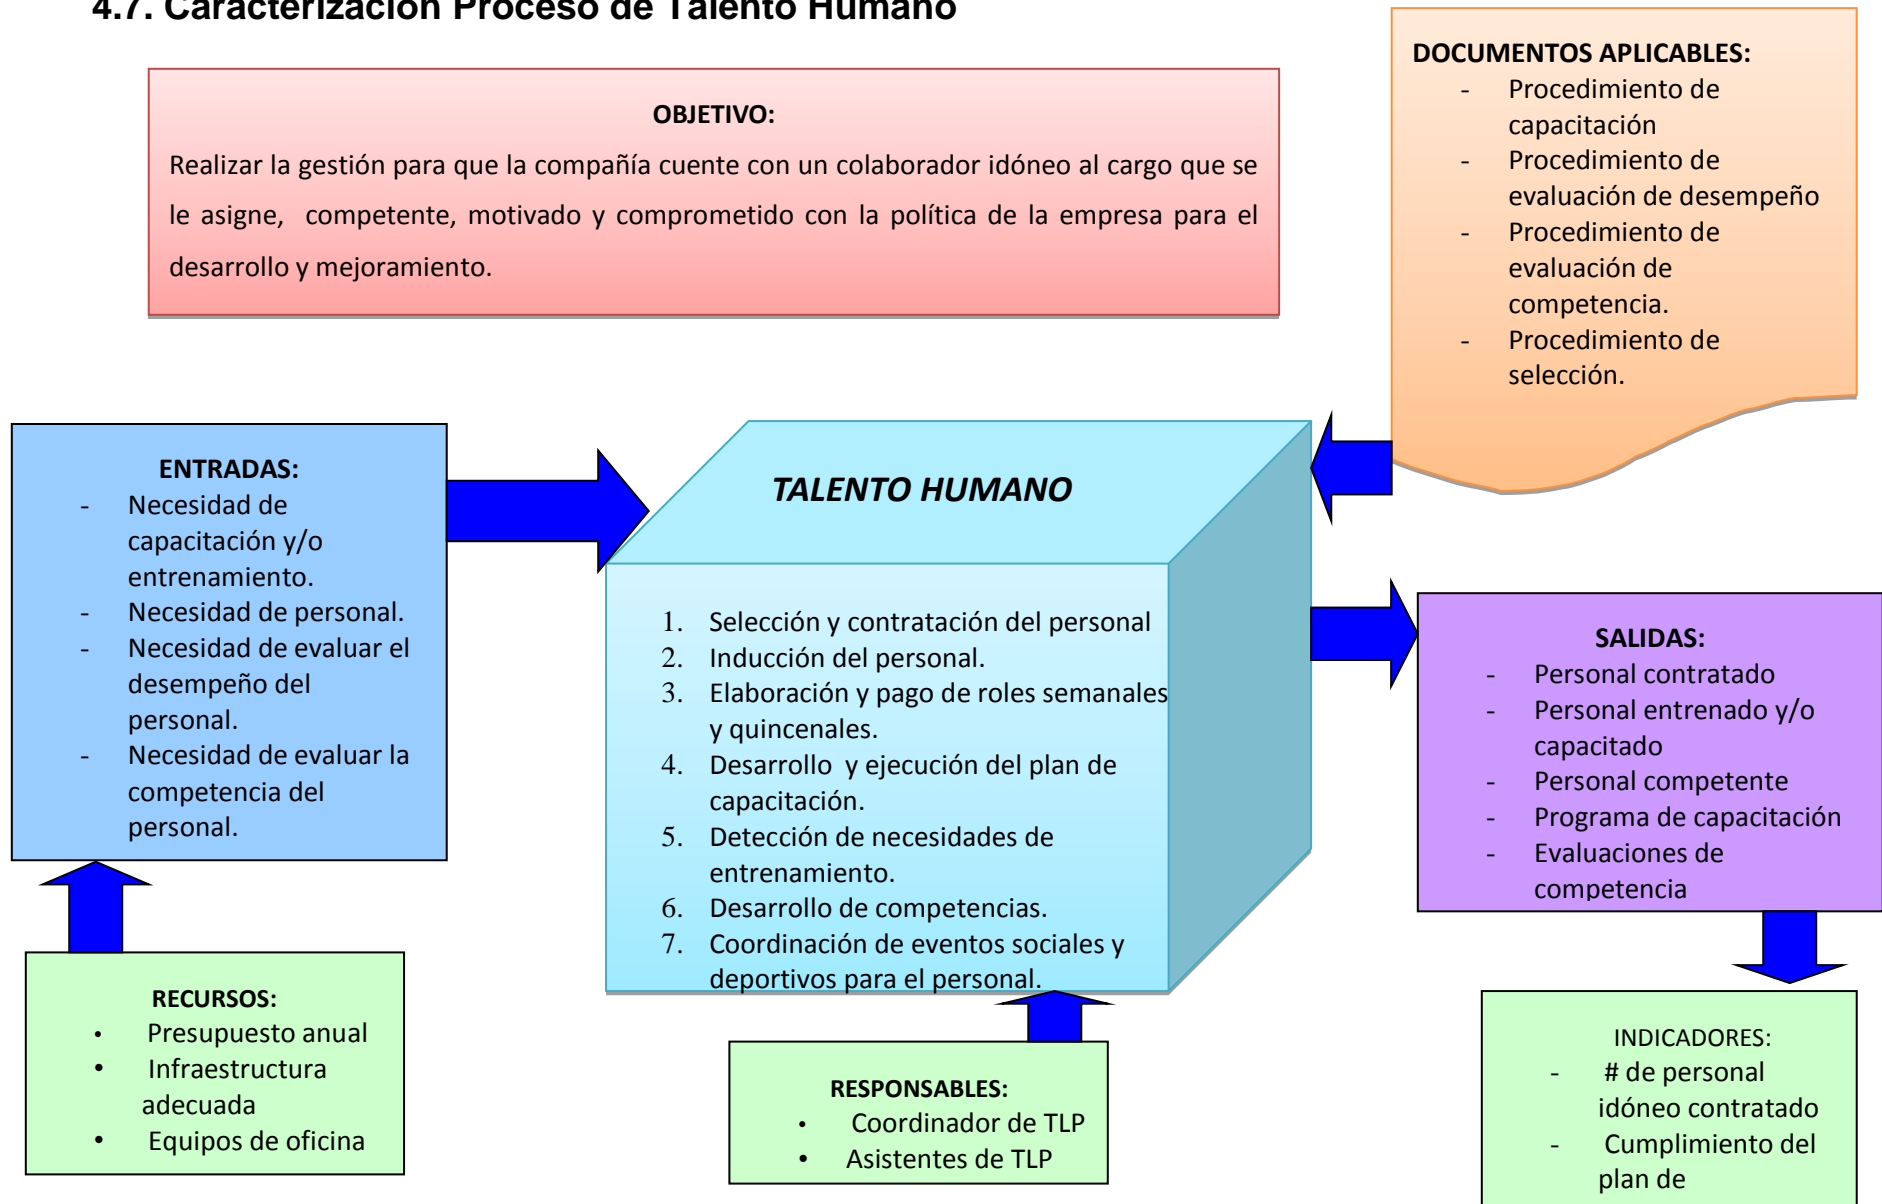 4.7. Caracterización Proceso de Talento Humano
OBJETIVO:
Realizar la gestión para que la compañía cuente con un colaborador idóneo al cargo que se
le asigne, competente, motivado y comprometido con la política de la empresa para el
desarrollo y mejoramiento.
DOCUMENTOS APLICABLES:
- Procedimiento de
capacitación
- Procedimiento de
evaluación de desempeño
- Procedimiento de
evaluación de
competencia.
- Procedimiento de
selección.
ENTRADAS:
- Necesidad de
capacitación y/o
entrenamiento.
- Necesidad de personal.
- Necesidad de evaluar el
desempeño del
personal.
- Necesidad de evaluar la
competencia del
personal.
TALENTO HUMANO
1. Selección y contratación del personal
2. Inducción del personal.
3. Elaboración y pago de roles semanales
y quincenales.
4. Desarrollo y ejecución del plan de
capacitación.
5. Detección de necesidades de
entrenamiento.
6. Desarrollo de competencias.
7. Coordinación de eventos sociales y
deportivos para el personal.
SALIDAS:
- Personal contratado
- Personal entrenado y/o
capacitado
- Personal competente
- Programa de capacitación
- Evaluaciones de
competencia
RECURSOS:
• Presupuesto anual
• Infraestructura
adecuada
• Equipos de oficina
RESPONSABLES:
• Coordinador de TLP
• Asistentes de TLP
INDICADORES:
- # de personal
idóneo contratado
- Cumplimiento del
plan de